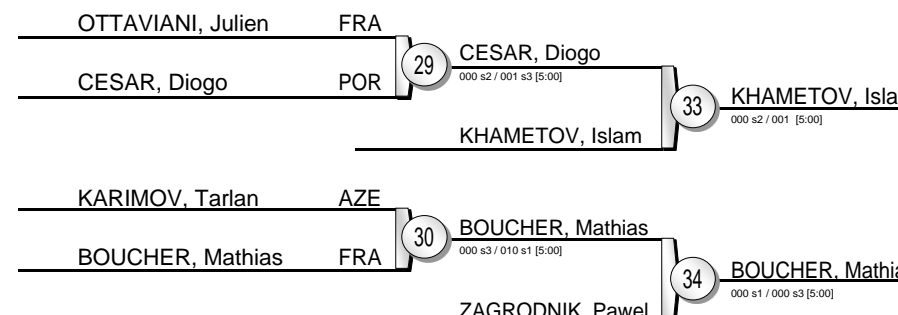 OTTAVIANI, Julien FRA
29
CESAR, Diogo
000 s2 / 001 s3 [5:00]
CESAR, Diogo POR
33
KHAMETOV, Isla
000 s2 / 001 [5:00]
KHAMETOV, Islam
KARIMOV, Tarlan AZE
30
BOUCHER, Mathias
000 s3 / 010 s1 [5:00]
BOUCHER, Mathias FRA
34
BOUCHER, Mathia
000 s1 / 000 s3 [5:00]
ZAGRODNIK, Pawel